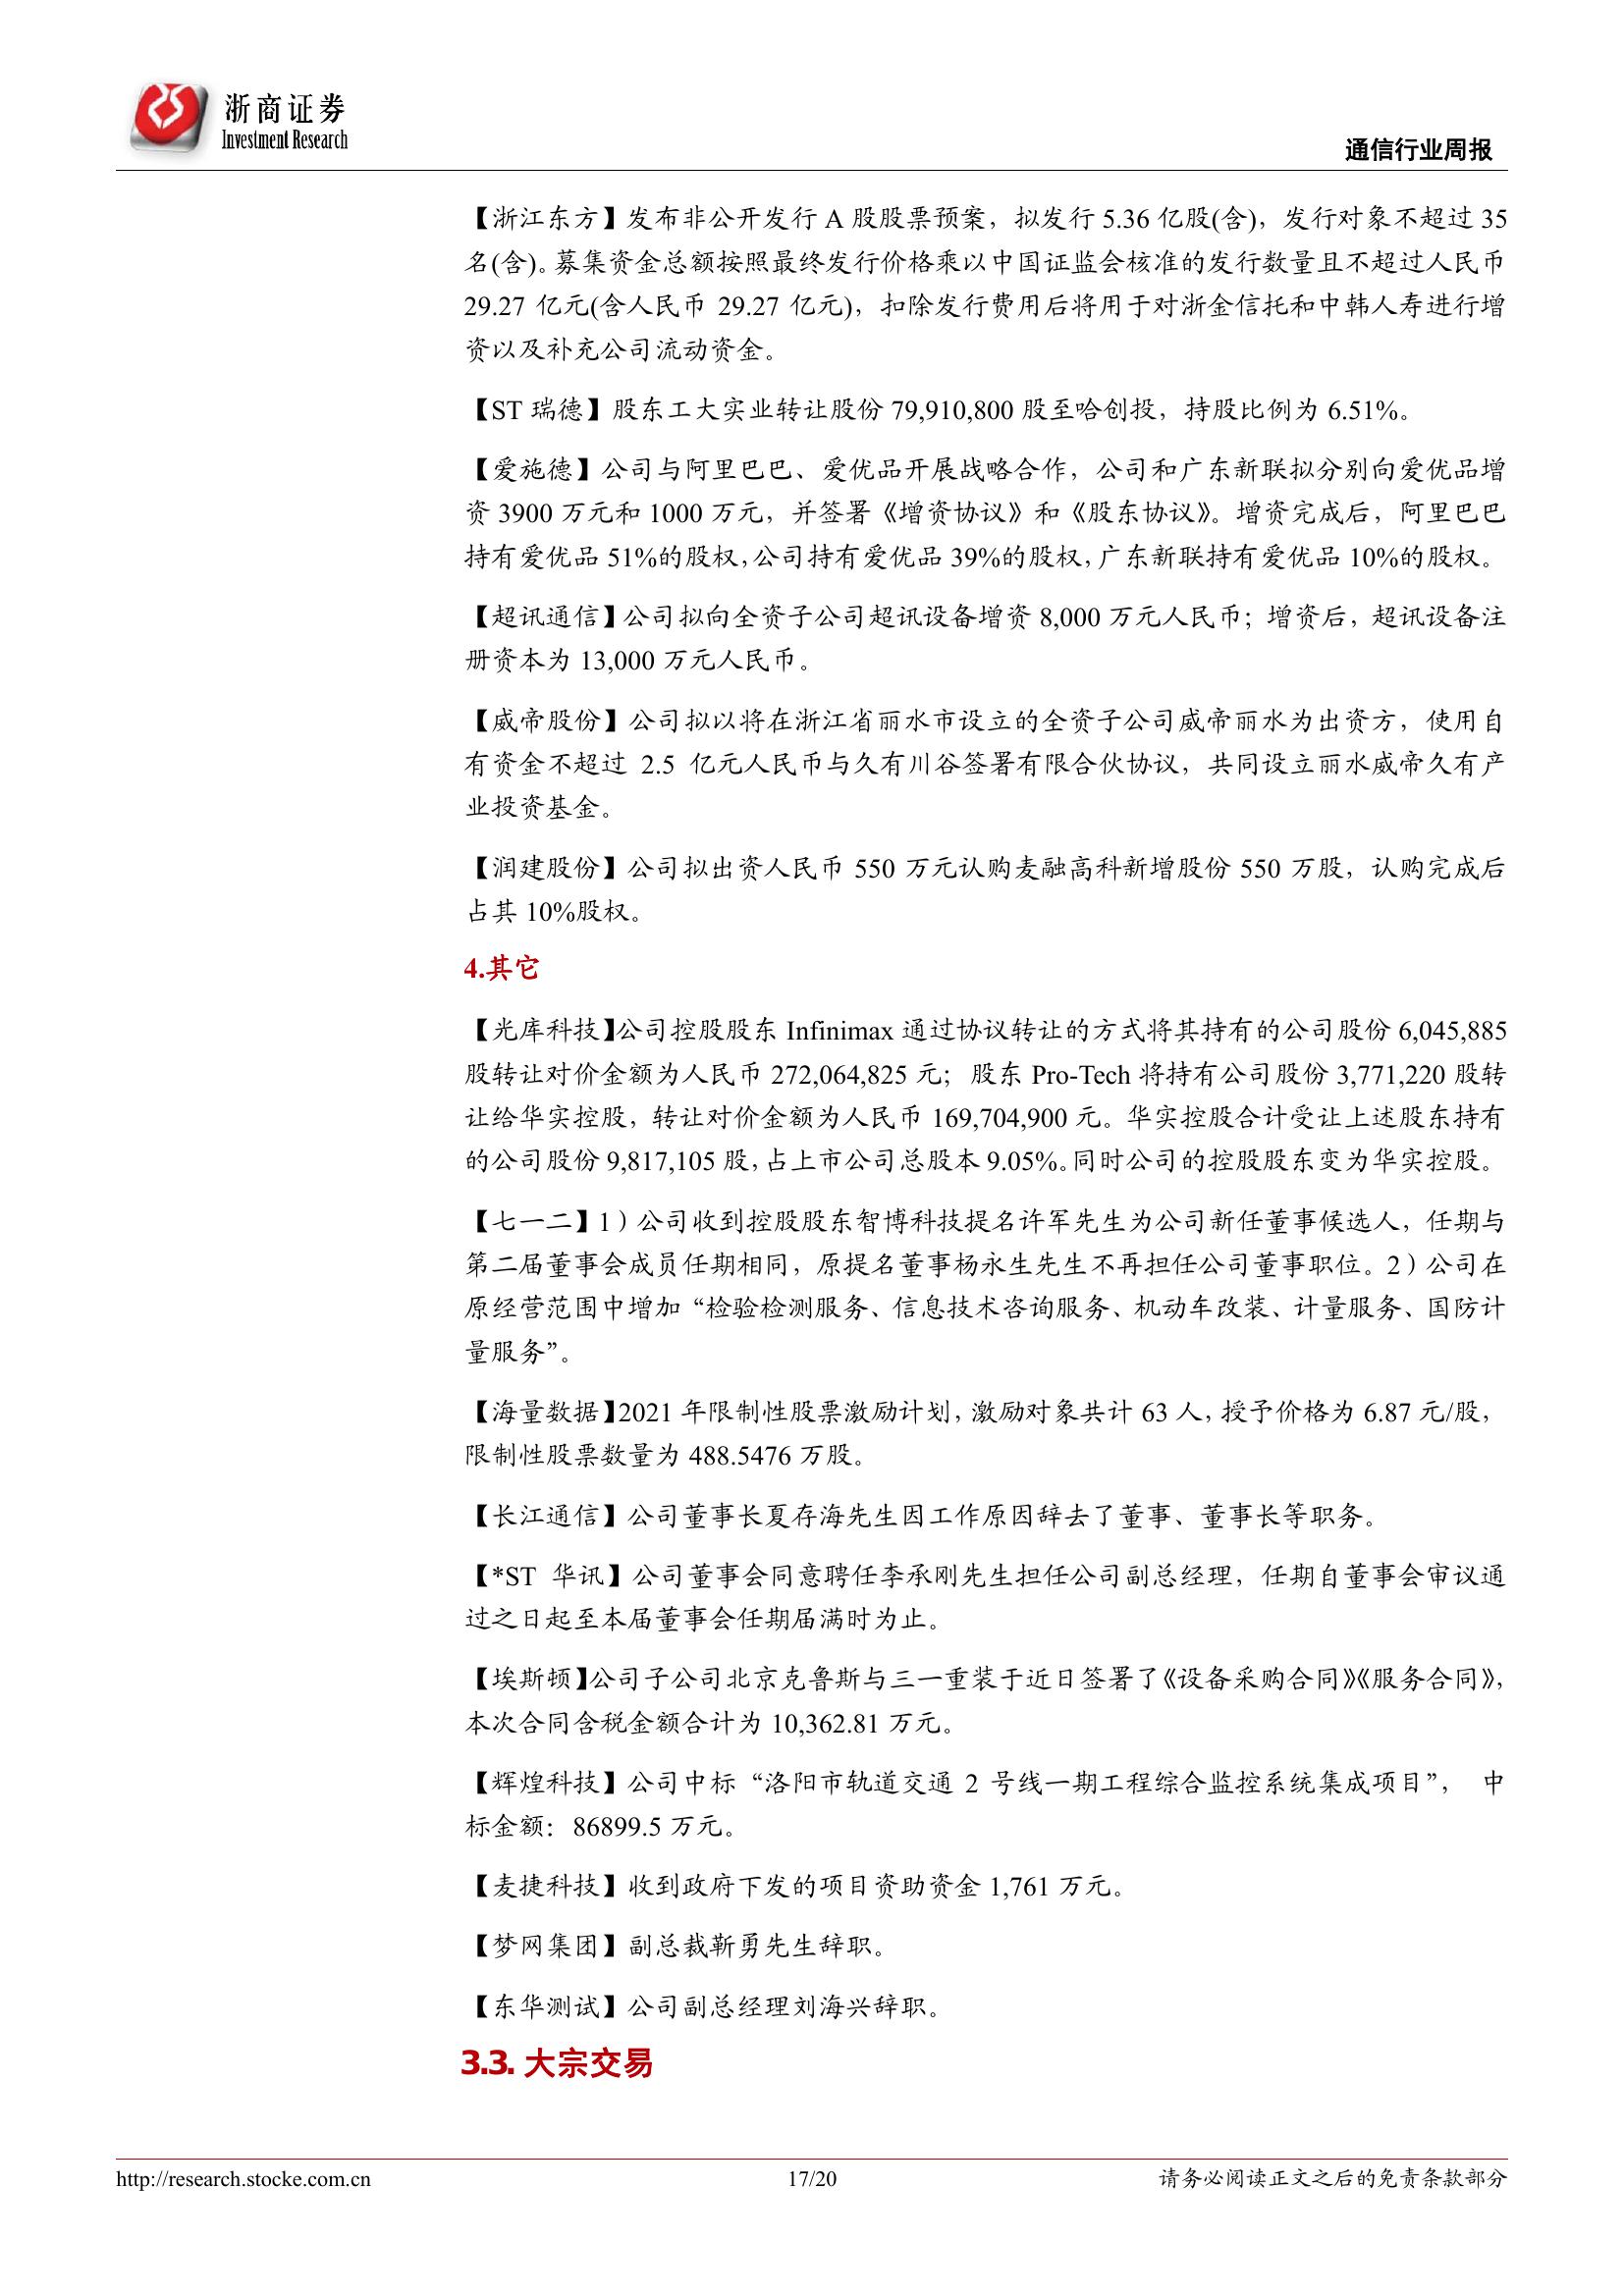 浙商证券
Investment Research
通信行业周报
【浙江东方】发布非公开发行 A 股股票预案，拟发行 5.36 亿股(含)，发行对象不超过 35
名(含)。募集资金总额按照最终发行价格乘以中国证监会核准的发行数量且不超过人民币
29.27 亿元(含人民币 29.27 亿元)，扣除发行费用后将用于对浙金信托和中韩人寿进行增
资以及补充公司流动资金。
【ST 瑞德】股东工大实业转让股份 79,910,800 股至哈创投，持股比例为 6.51%。
【爱施德】公司与阿里巴巴、爱优品开展战略合作，公司和广东新联拟分别向爱优品增
资 3900 万元和 1000 万元，并签署《增资协议》和《股东协议》。增资完成后，阿里巴巴
持有爱优品 51%的股权，公司持有爱优品 39%的股权，广东新联持有爱优品 10%的股权。
【超讯通信】公司拟向全资子公司超讯设备增资 8,000 万元人民币；增资后，超讯设备注
册资本为 13,000 万元人民币。
【威帝股份】公司拟以将在浙江省丽水市设立的全资子公司威帝丽水为出资方，使用自
有资金不超过 2.5 亿元人民币与久有川谷签署有限合伙协议，共同设立丽水威帝久有产
业投资基金。
【润建股份】公司拟出资人民币 550 万元认购麦融高科新增股份 550 万股，认购完成后
占其 10%股权。
4.其它
【光库科技】公司控股股东 Infinimax 通过协议转让的方式将其持有的公司股份 6,045,885
股转让对价金额为人民币 272,064,825 元；股东 Pro-Tech 将持有公司股份 3,771,220 股转
让给华实控股，转让对价金额为人民币 169,704,900 元。华实控股合计受让上述股东持有
的公司股份 9,817,105 股，占上市公司总股本 9.05%。同时公司的控股股东变为华实控股。
【七一二】1）公司收到控股股东智博科技提名许军先生为公司新任董事候选人，任期与
第二届董事会成员任期相同，原提名董事杨永生先生不再担任公司董事职位。2）公司在
原经营范围中增加“检验检测服务、信息技术咨询服务、机动车改装、计量服务、国防计
量服务”。
【海量数据】2021 年限制性股票激励计划，激励对象共计 63 人，授予价格为 6.87 元/股，
限制性股票数量为 488.5476 万股。
【长江通信】公司董事长夏存海先生因工作原因辞去了董事、董事长等职务。
【*ST 华讯】公司董事会同意聘任李承刚先生担任公司副总经理，任期自董事会审议通
过之日起至本届董事会任期届满时为止。
【埃斯顿】公司子公司北京克鲁斯与三一重装于近日签署了《设备采购合同》《服务合同》，
本次合同含税金额合计为 10,362.81 万元。
【辉煌科技】公司中标“洛阳市轨道交通 2 号线一期工程综合监控系统集成项目”， 中
标金额：86899.5 万元。
【麦捷科技】收到政府下发的项目资助资金 1,761 万元。
【梦网集团】副总裁靳勇先生辞职。
【东华测试】公司副总经理刘海兴辞职。
3.3. 大宗交易
http://research.stocke.com.cn
17/20
请务必阅读正文之后的免责条款部分